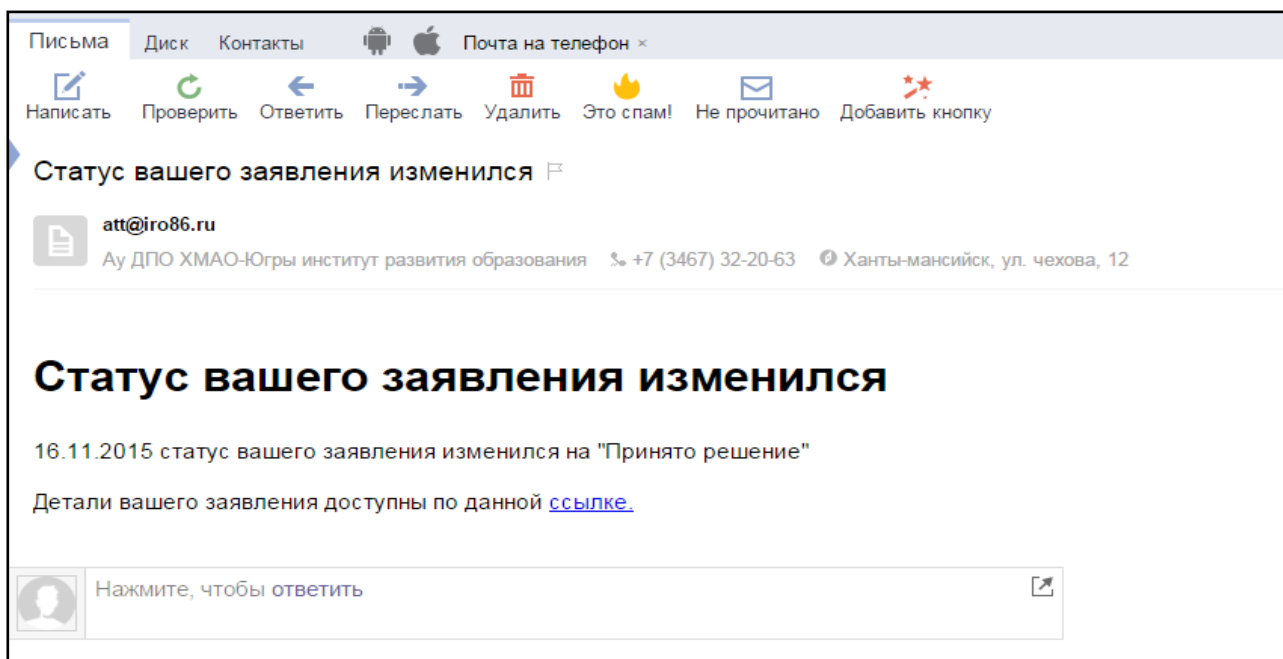 Письма Диск Контакты Почта на телефон ×
Написать Проверить Ответить Переслать Удалить Это спам! Не прочитано Добавить кнопку
Статус вашего заявления изменился
att@iro86.ru
Ау ДПО ХМАО-Югры институт развития образования +7 (3467) 32-20-63 Ханты-мансийск, ул. чехова, 12
Статус вашего заявления изменился
16.11.2015 статус вашего заявления изменился на "Принято решение"
Детали вашего заявления доступны по данной ссылке.
Нажмите, чтобы ответить